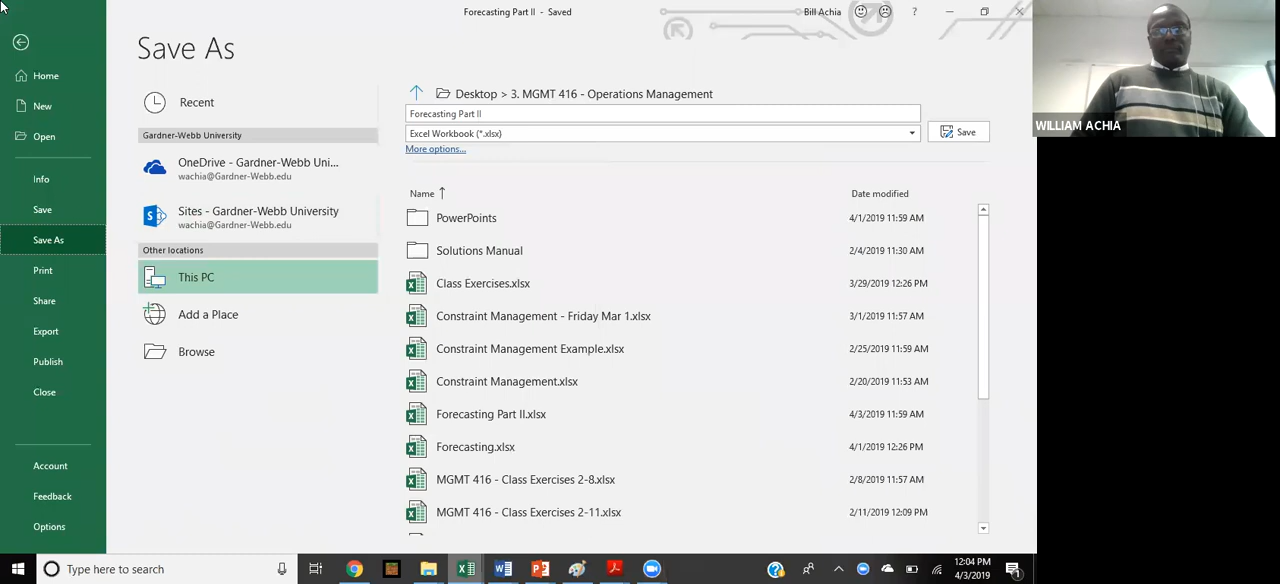 Forecasting Part II - Saved
Bill Achia
?
Save As
Home
New
Open
Info
Save
Save As
Print
Share
Export
Publish
Close
Account
Feedback
Options
Recent
Gardner-Webb University
OneDrive - Gardner-Webb Uni...
wachia@Gardner-Webb.edu
Sites - Gardner-Webb University
wachia@Gardner-Webb.edu
Other locations
This PC
Add a Place
Browse
Desktop > 3. MGMT 416 - Operations Management
Forecasting Part II
Excel Workbook (*.xlsx)
Save
More options...
Name Date modified
PowerPoints 4/1/2019 11:59 AM
Solutions Manual 2/4/2019 11:30 AM
Class Exercises.xlsx 3/29/2019 12:26 PM
Constraint Management - Friday Mar 1.xlsx 3/1/2019 11:57 AM
Constraint Management Example.xlsx 2/25/2019 11:59 AM
Constraint Management.xlsx 2/20/2019 11:53 AM
Forecasting Part II.xlsx 4/3/2019 11:59 AM
Forecasting.xlsx 4/1/2019 12:26 PM
MGMT 416 - Class Exercises 2-8.xlsx 2/8/2019 11:57 AM
MGMT 416 - Class Exercises 2-11.xlsx 2/11/2019 12:09 PM
WILLIAM ACHIA
Type here to search
12:04 PM
4/3/2019